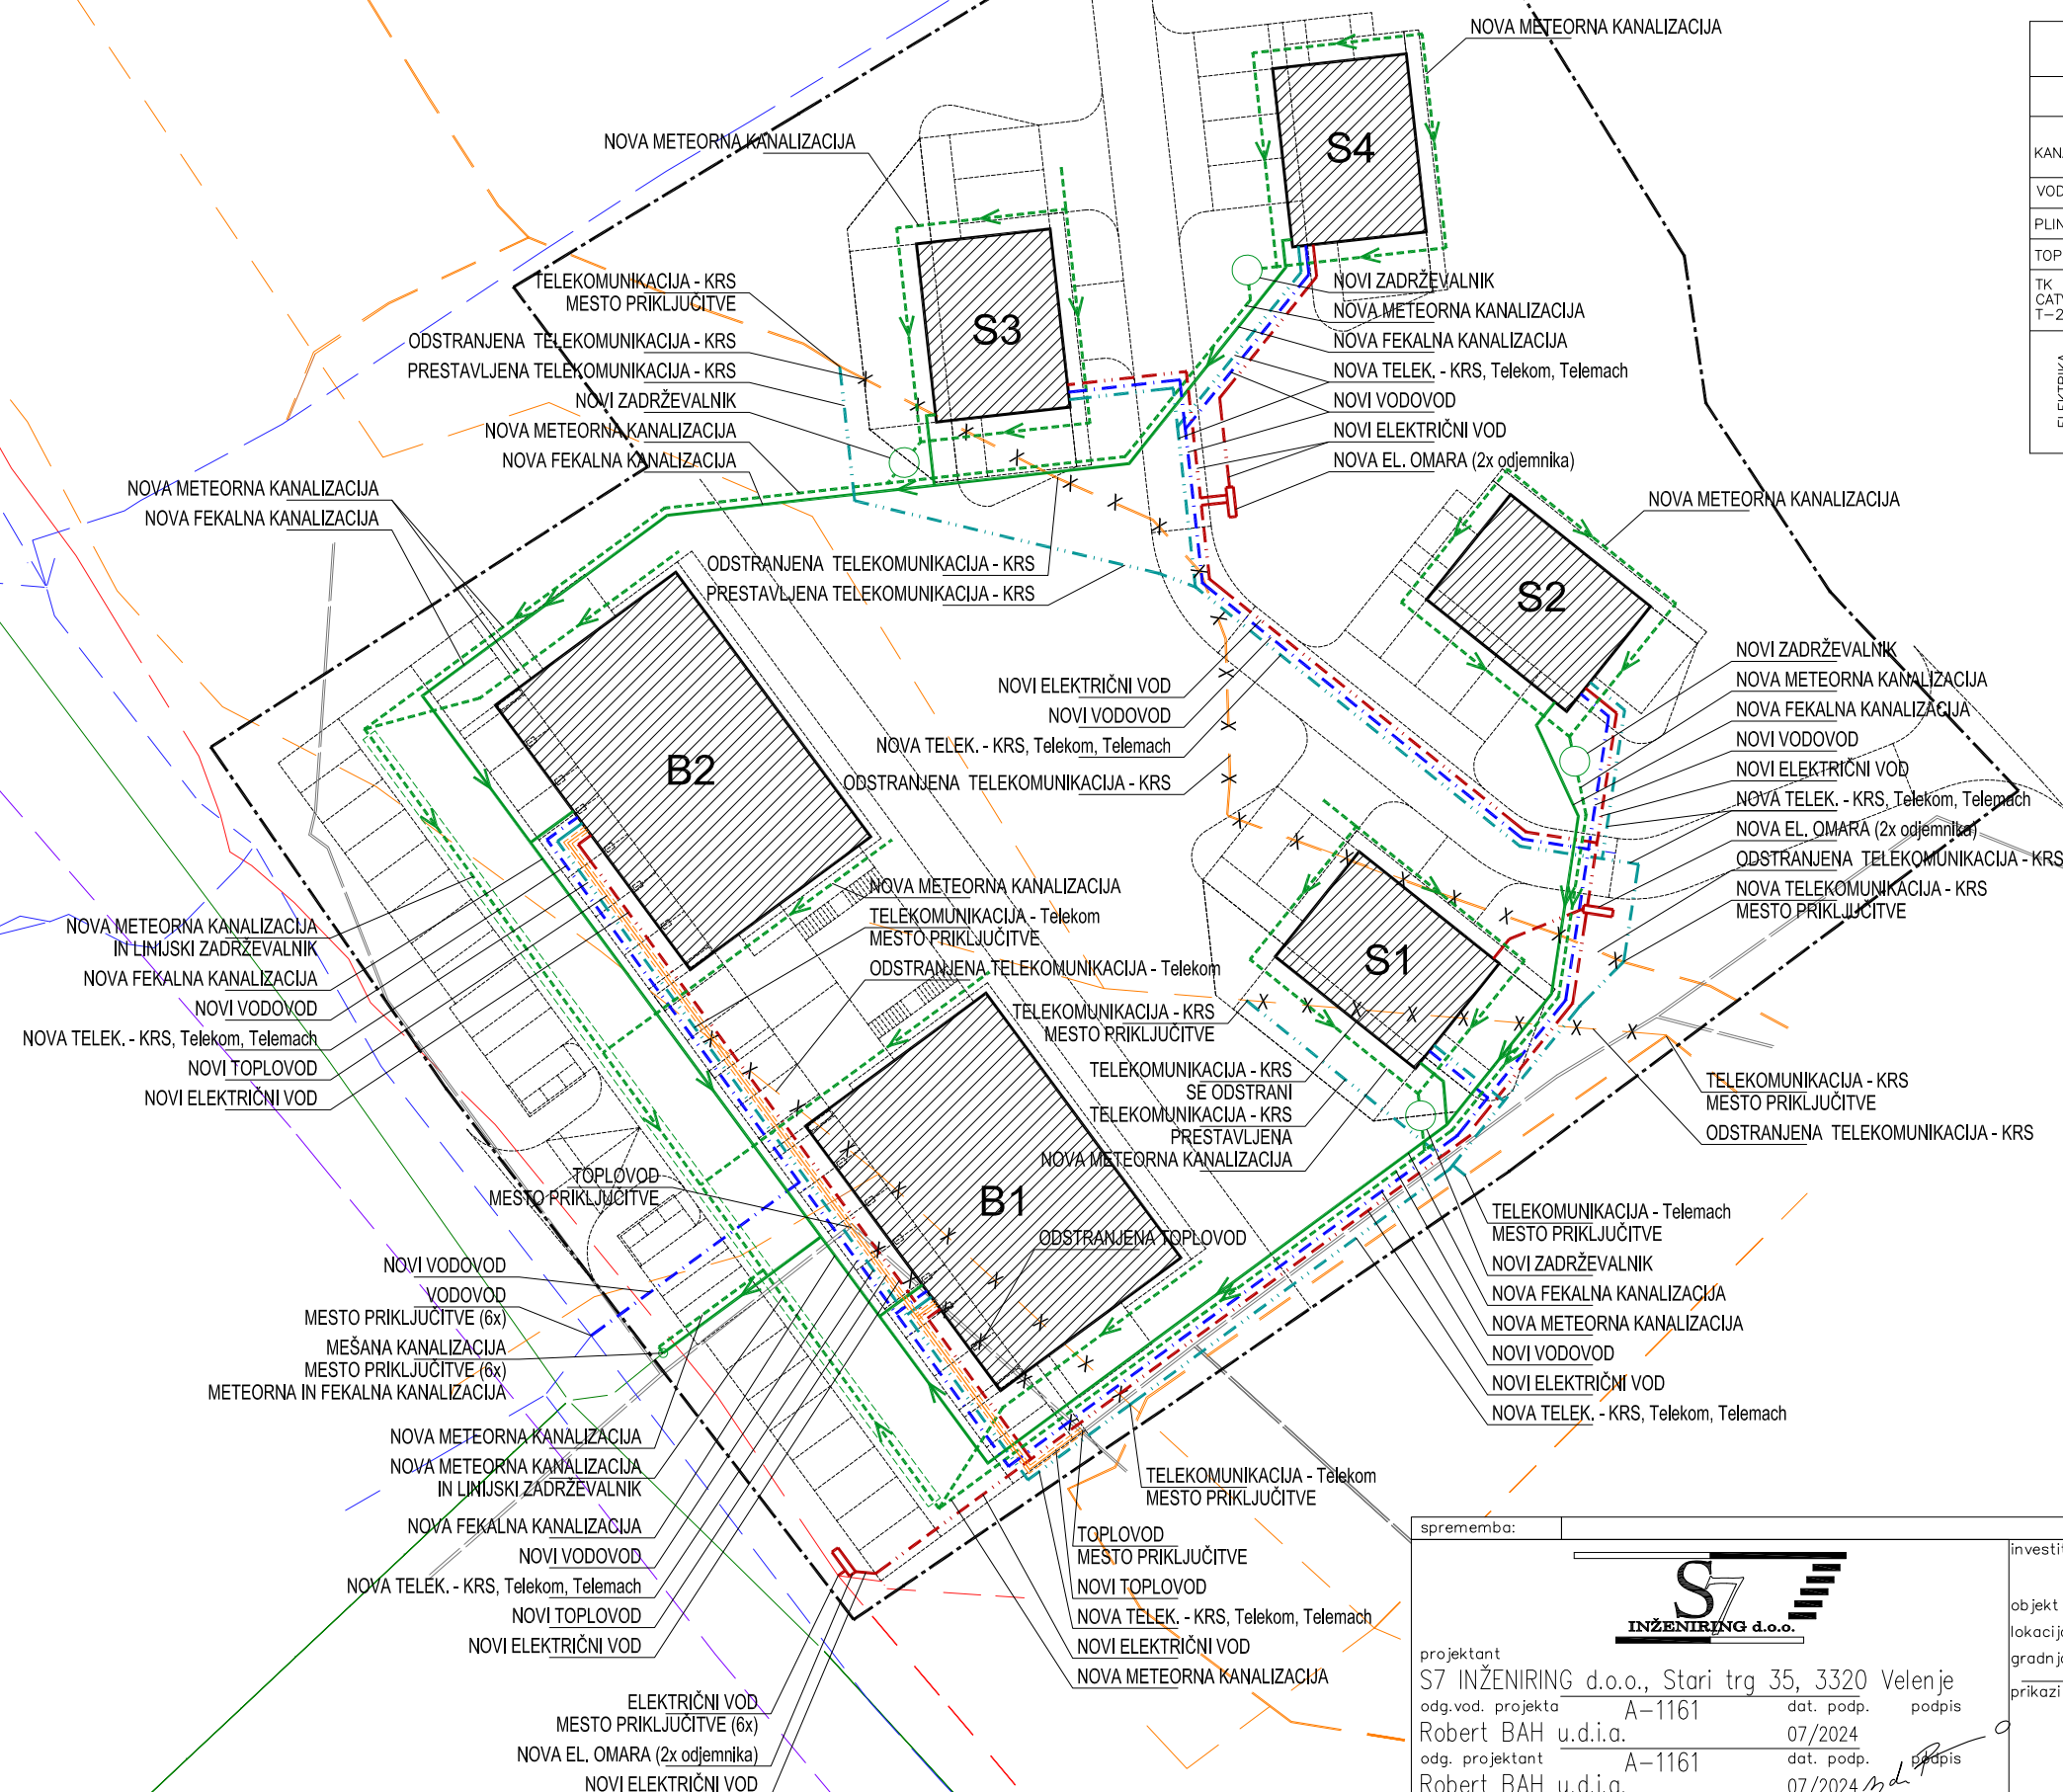 NOVA METEORNA KANALIZACIJA
NOVA METEORNA KANALIZACIJA
S4
S3
TELEKOMUNIKACIJA - KRS
MESTO PRIKLJUČITVE
ODSTRANJENA TELEKOMUNIKACIJA - KRS
PRESTAVLJENA TELEKOMUNIKACIJA - KRS
NOVI ZADRŽEVALNIK
NOVA METEORNA KANALIZACIJA
NOVA FEKALNA KANALIZACIJA
NOVI ZADRŽEVALNIK
NOVA METEORNA KANALIZACIJA
NOVA FEKALNA KANALIZACIJA
NOVA TELEK. - KRS, Telekom, Telemach
NOVI VODOVOD
NOVI ELEKTRIČNI VOD
NOVA EL. OMARA (2x odjemnika)
NOVA METEORNA KANALIZACIJA
NOVA FEKALNA KANALIZACIJA
NOVA METEORNA KANALIZACIJA
ODSTRANJENA TELEKOMUNIKACIJA - KRS
PRESTAVLJENA TELEKOMUNIKACIJA - KRS
S2
NOVI ELEKTRIČNI VOD
NOVI VODOVOD
NOVA TELEK. - KRS, Telekom, Telemach
ODSTRANJENA TELEKOMUNIKACIJA - KRS
B2
NOVI ZADRŽEVALNIK
NOVA METEORNA KANALIZACIJA
NOVA FEKALNA KANALIZACIJA
NOVI VODOVOD
NOVI ELEKTRIČNI VOD
NOVA TELEK. - KRS, Telekom, Telemach
NOVA EL. OMARA (2x odjemnika)
ODSTRANJENA TELEKOMUNIKACIJA - KRS
NOVA TELEKOMUNIKACIJA - KRS
MESTO PRIKLJUČITVE
NOVA METEORNA KANALIZACIJA
IN LINIJSKI ZADRŽEVALNIK
NOVA FEKALNA KANALIZACIJA
NOVI VODOVOD
NOVA TELEK. - KRS, Telekom, Telemach
NOVI TOPLOVOD
NOVI ELEKTRIČNI VOD
NOVA METEORNA KANALIZACIJA
TELEKOMUNIKACIJA - Telekom
MESTO PRIKLJUČITVE
ODSTRANJENA TELEKOMUNIKACIJA - Telekom
S1
TELEKOMUNIKACIJA - KRS
MESTO PRIKLJUČITVE
TELEKOMUNIKACIJA - KRS
SE ODSTRANI
TELEKOMUNIKACIJA - KRS
PRESTAVLJENA
NOVA METEORNA KANALIZACIJA
TELEKOMUNIKACIJA - KRS
MESTO PRIKLJUČITVE
ODSTRANJENA TELEKOMUNIKACIJA - KRS
TOPLOVOD
MESTO PRIKLJUČITVE
B1
ODSTRANJENA TOPLOVOD
TELEKOMUNIKACIJA - Telemach
MESTO PRIKLJUČITVE
NOVI ZADRŽEVALNIK
NOVA FEKALNA KANALIZACIJA
NOVA METEORNA KANALIZACIJA
NOVI VODOVOD
NOVI ELEKTRIČNI VOD
NOVA TELEK. - KRS, Telekom, Telemach
NOVI VODOVOD
VODOVOD
MESTO PRIKLJUČITVE (6x)
MEŠANA KANALIZACIJA
MESTO PRIKLJUČITVE (6x)
METEORNA IN FEKALNA KANALIZACIJA
NOVA METEORNA KANALIZACIJA
NOVA METEORNA KANALIZACIJA
IN LINIJSKI ZADRŽEVALNIK
NOVA FEKALNA KANALIZACIJA
NOVI VODOVOD
NOVA TELEK. - KRS, Telekom, Telemach
NOVI TOPLOVOD
NOVI ELEKTRIČNI VOD
TELEKOMUNIKACIJA - Telekom
MESTO PRIKLJUČITVE
TOPLOVOD
MESTO PRIKLJUČITVE
NOVI TOPLOVOD
NOVA TELEK. - KRS, Telekom, Telemach
NOVI ELEKTRIČNI VOD
NOVA METEORNA KANALIZACIJA
ELEKTRIČNI VOD
MESTO PRIKLJUČITVE (6x)
NOVA EL. OMARA (2x odjemnika)
NOVI ELEKTRIČNI VOD
sprememba:
S7
INŽENIRING d.o.o.
projektant
S7 INŽENIRING d.o.o., Stari trg 35, 3320 Velenje
odg.vod. projekta A-1161 dat. podp. podpis
Robert BAH u.d.i.a. 07/2024
odg. projektant A-1161 dat. podp. podpis
Robert BAH u.d.i.a. 07/2024
objekt
prikazi
TK